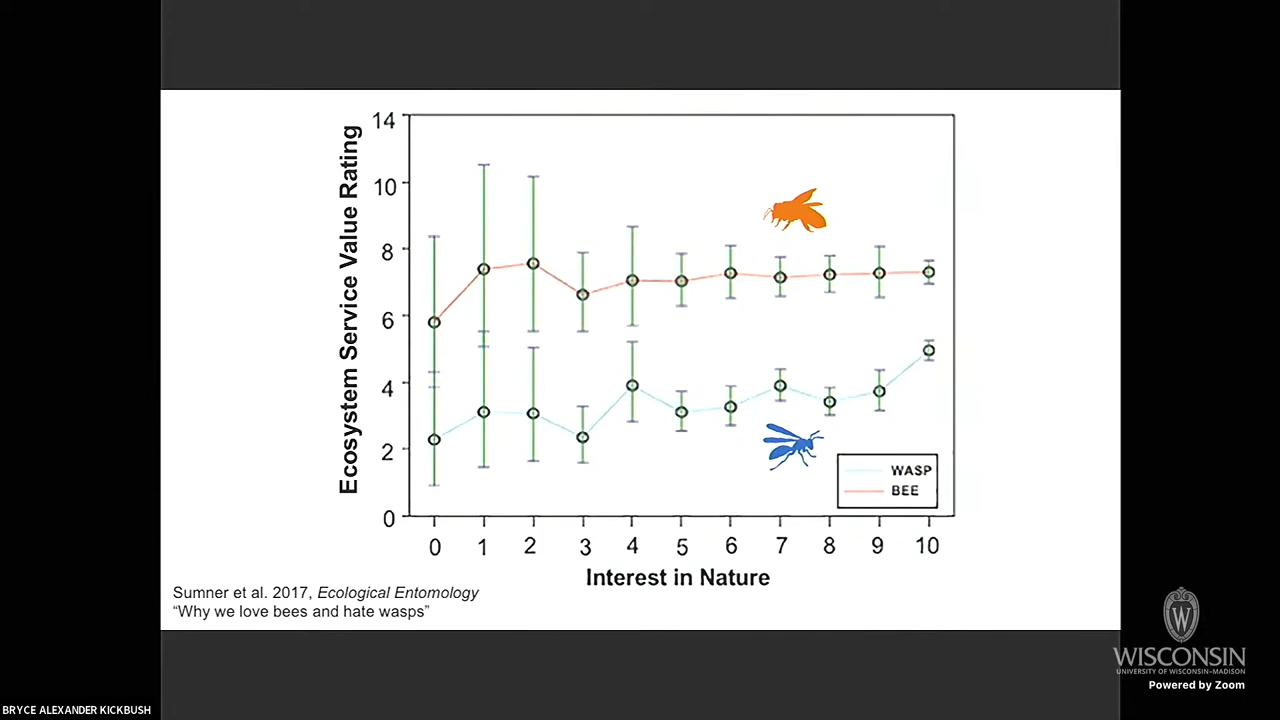 Ecosystem Service Value Rating
14
10
8
6
4
2
0
0 1 2 3 4 5 6 7 8 9 10
Interest in Nature
WASP
BEE
Sumner et al. 2017, Ecological Entomology
“Why we love bees and hate wasps”
W
WISCONSIN
UNIVERSITY OF WISCONSIN–MADISON
Powered by Zoom
BRYCE ALEXANDER KICKBUSH